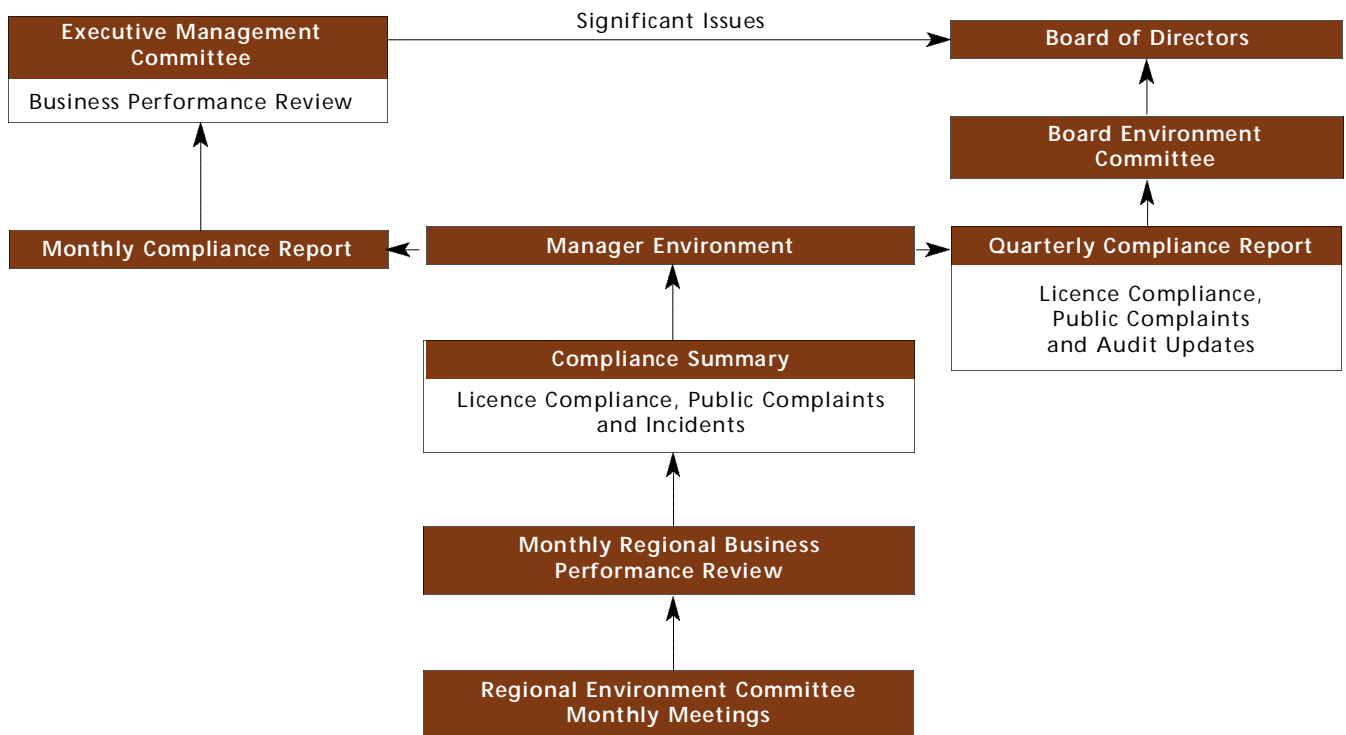 Significant Issues
Executive Management
Committee
Business Performance Review
Board of Directors
Board Environment
Committee
Monthly Compliance Report
Manager Environment
Quarterly Compliance Report
Licence Compliance,
Public Complaints
and Audit Updates
Compliance Summary
Licence Compliance, Public Complaints
and Incidents
Monthly Regional Business
Performance Review
Regional Environment Committee
Monthly Meetings